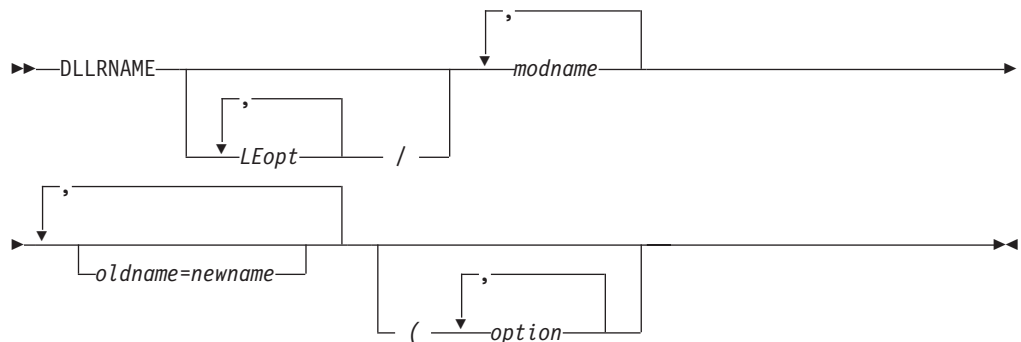 ,
DLLRNAME modname
,
LEopt /
,
oldname=newname
,
( option